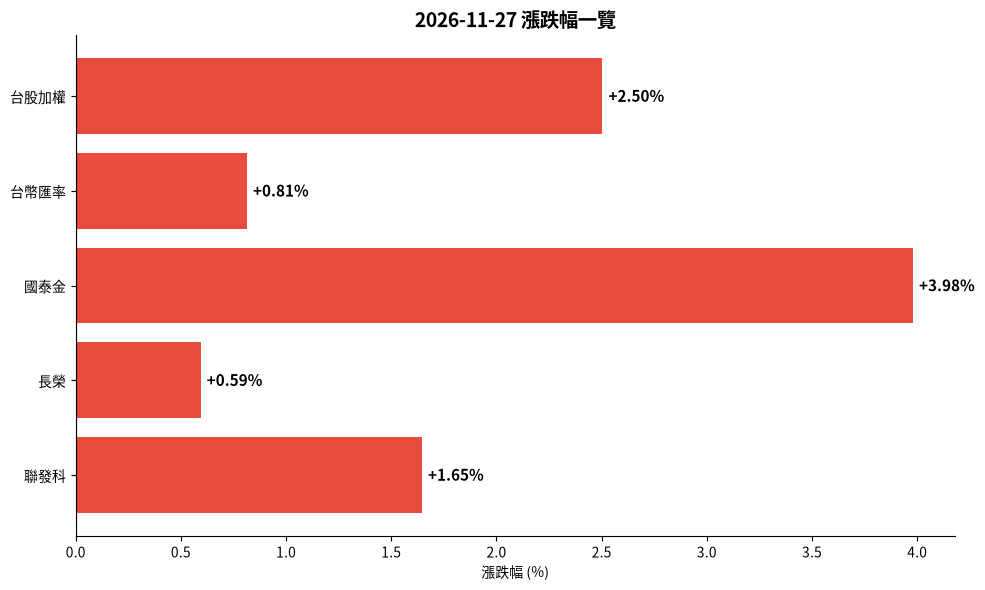 2026-11-27 漲跌幅一覽
台股加權 +2.50%
台幣匯率 +0.81%
國泰金 +3.98%
長榮 +0.59%
聯發科 +1.65%
0.0 0.5 1.0 1.5 2.0 2.5 3.0 3.5 4.0
漲跌幅 (%)